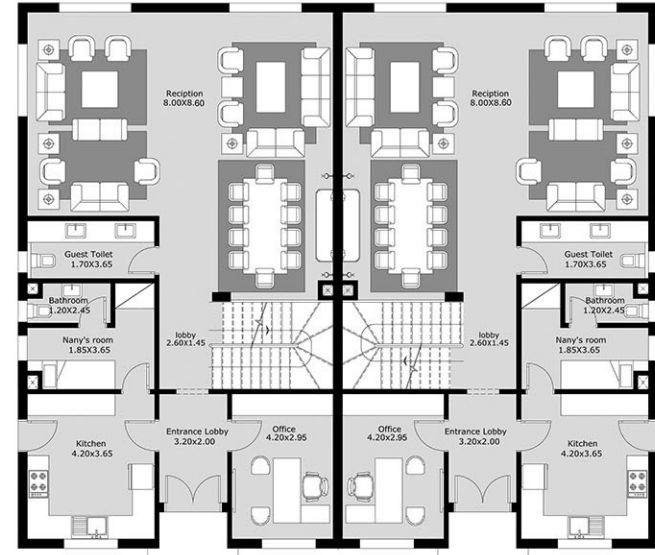 Reciption
8.00X8.60
Reciption
8.00X8.60
Guest Toilet
1.70X3.65
Guest Toilet
1.70X3.65
Bathroom
1.20X2.45
Bathroom
1.20X2.45
Nany's room
1.85X3.65
lobby
2.60X1.45
lobby
2.60X1.45
Nany's room
1.85X3.65
Kitchen
4.20x3.65
Entrance Lobby
3.20x2.00
Office
4.20x2.95
Office
4.20x2.95
Entrance Lobby
3.20x2.00
Kitchen
4.20x3.65